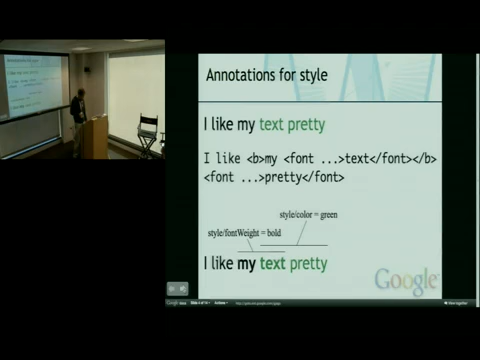 Annotations for style
I like my text pretty
I like <b>my <font ...>text</font></b>
<font ...>pretty</font>
style/color = green
style/fontWeight = bold
I like my text pretty
Google